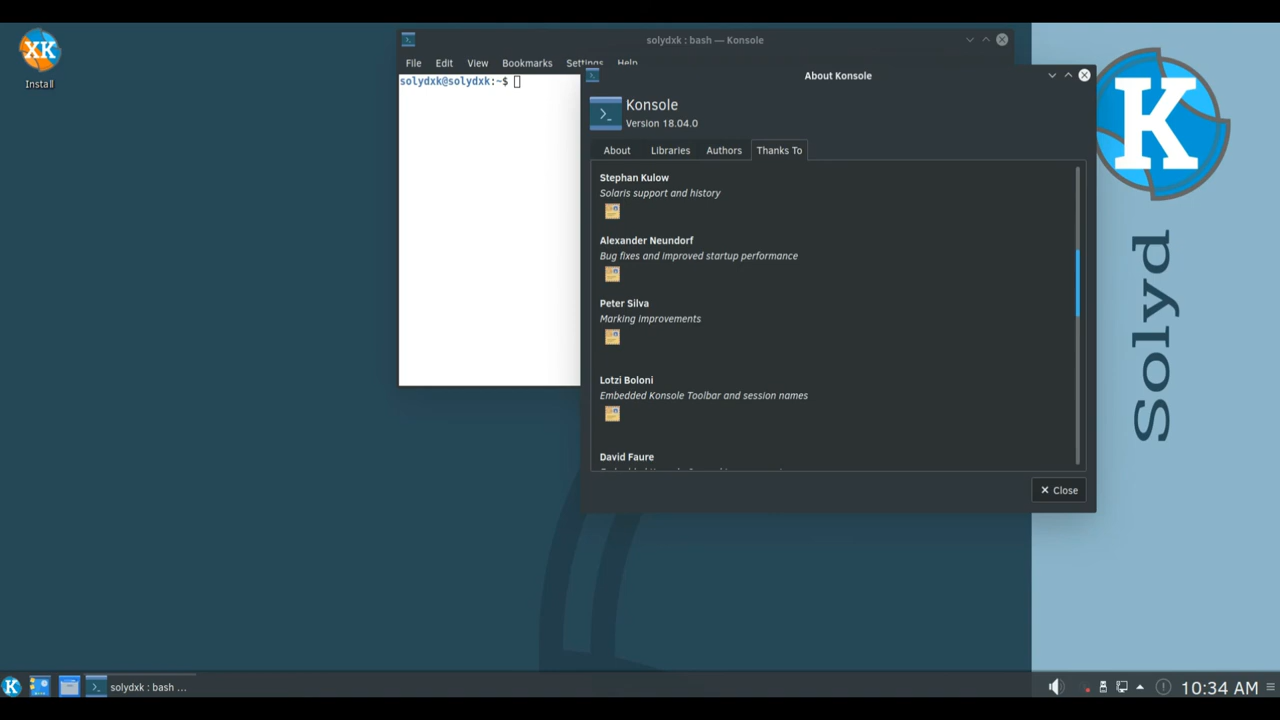 XK
Install
solydxk : bash — Konsole
File Edit View Bookmarks Settings Help
solydxk@solydxk:~$
About Konsole
Konsole
Version 18.04.0
About Libraries Authors Thanks To
Stephan Kulow
Solaris support and history
Alexander Neundorf
Bug fixes and improved startup performance
Peter Silva
Marking improvements
Lotzi Boloni
Embedded Konsole Toolbar and session names
David Faure
Close
K
Solyd
K
solydxk : bash ...
10:34 AM